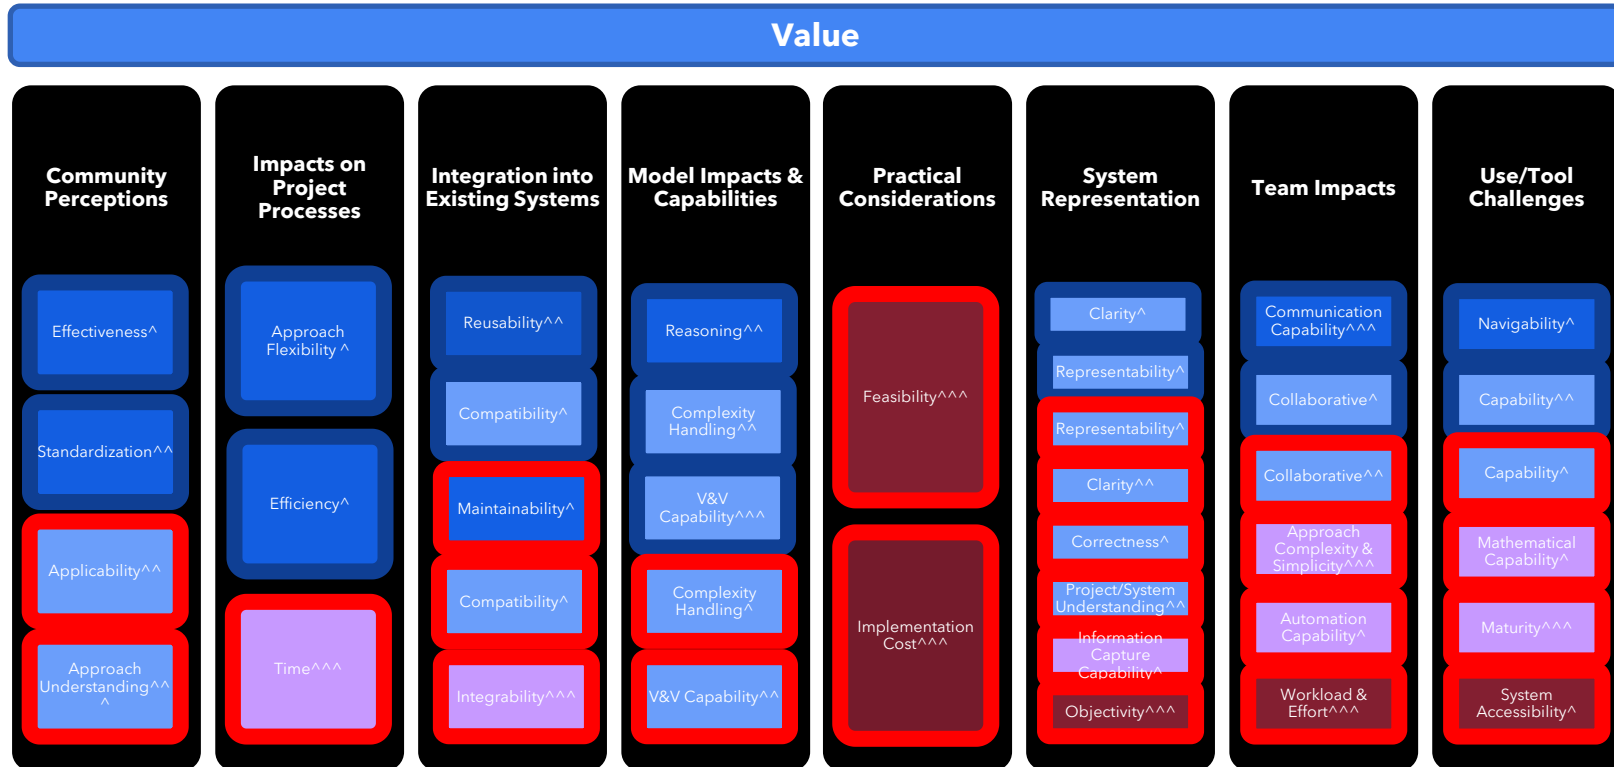 Value
Community
Perceptions
Effectiveness^
Standardization^^
Applicability^^
Approach
Understanding^^
^
Impacts on
Project
Processes
Approach
Flexibility ^
Efficiency^
Time^^^
Integration into
Existing Systems
Reusability^^
Compatibility^
Maintainability^
Compatibility^
Integrability^^^
Model Impacts &
Capabilities
Reasoning^^
Complexity
Handling^^
V&V
Capability^^^
Complexity
Handling^
V&V Capability^^
Practical
Considerations
Feasibility^^^
Implementation
Cost^^^
System
Representation
Clarity^
Representability^
Representability^
Clarity^^
Correctness^
Project/System
Understanding^^
Information
Capture
Capability^
Objectivity^^^
Team Impacts
Communication
Capability^^^
Collaborative^
Collaborative^^
Approach
Complexity &
Simplicity^^^
Automation
Capability^
Workload &
Effort^^^
Use/Tool
Challenges
Navigability^
Capability^^
Capability^
Mathematical
Capability^
Maturity^^^
System
Accessibility^